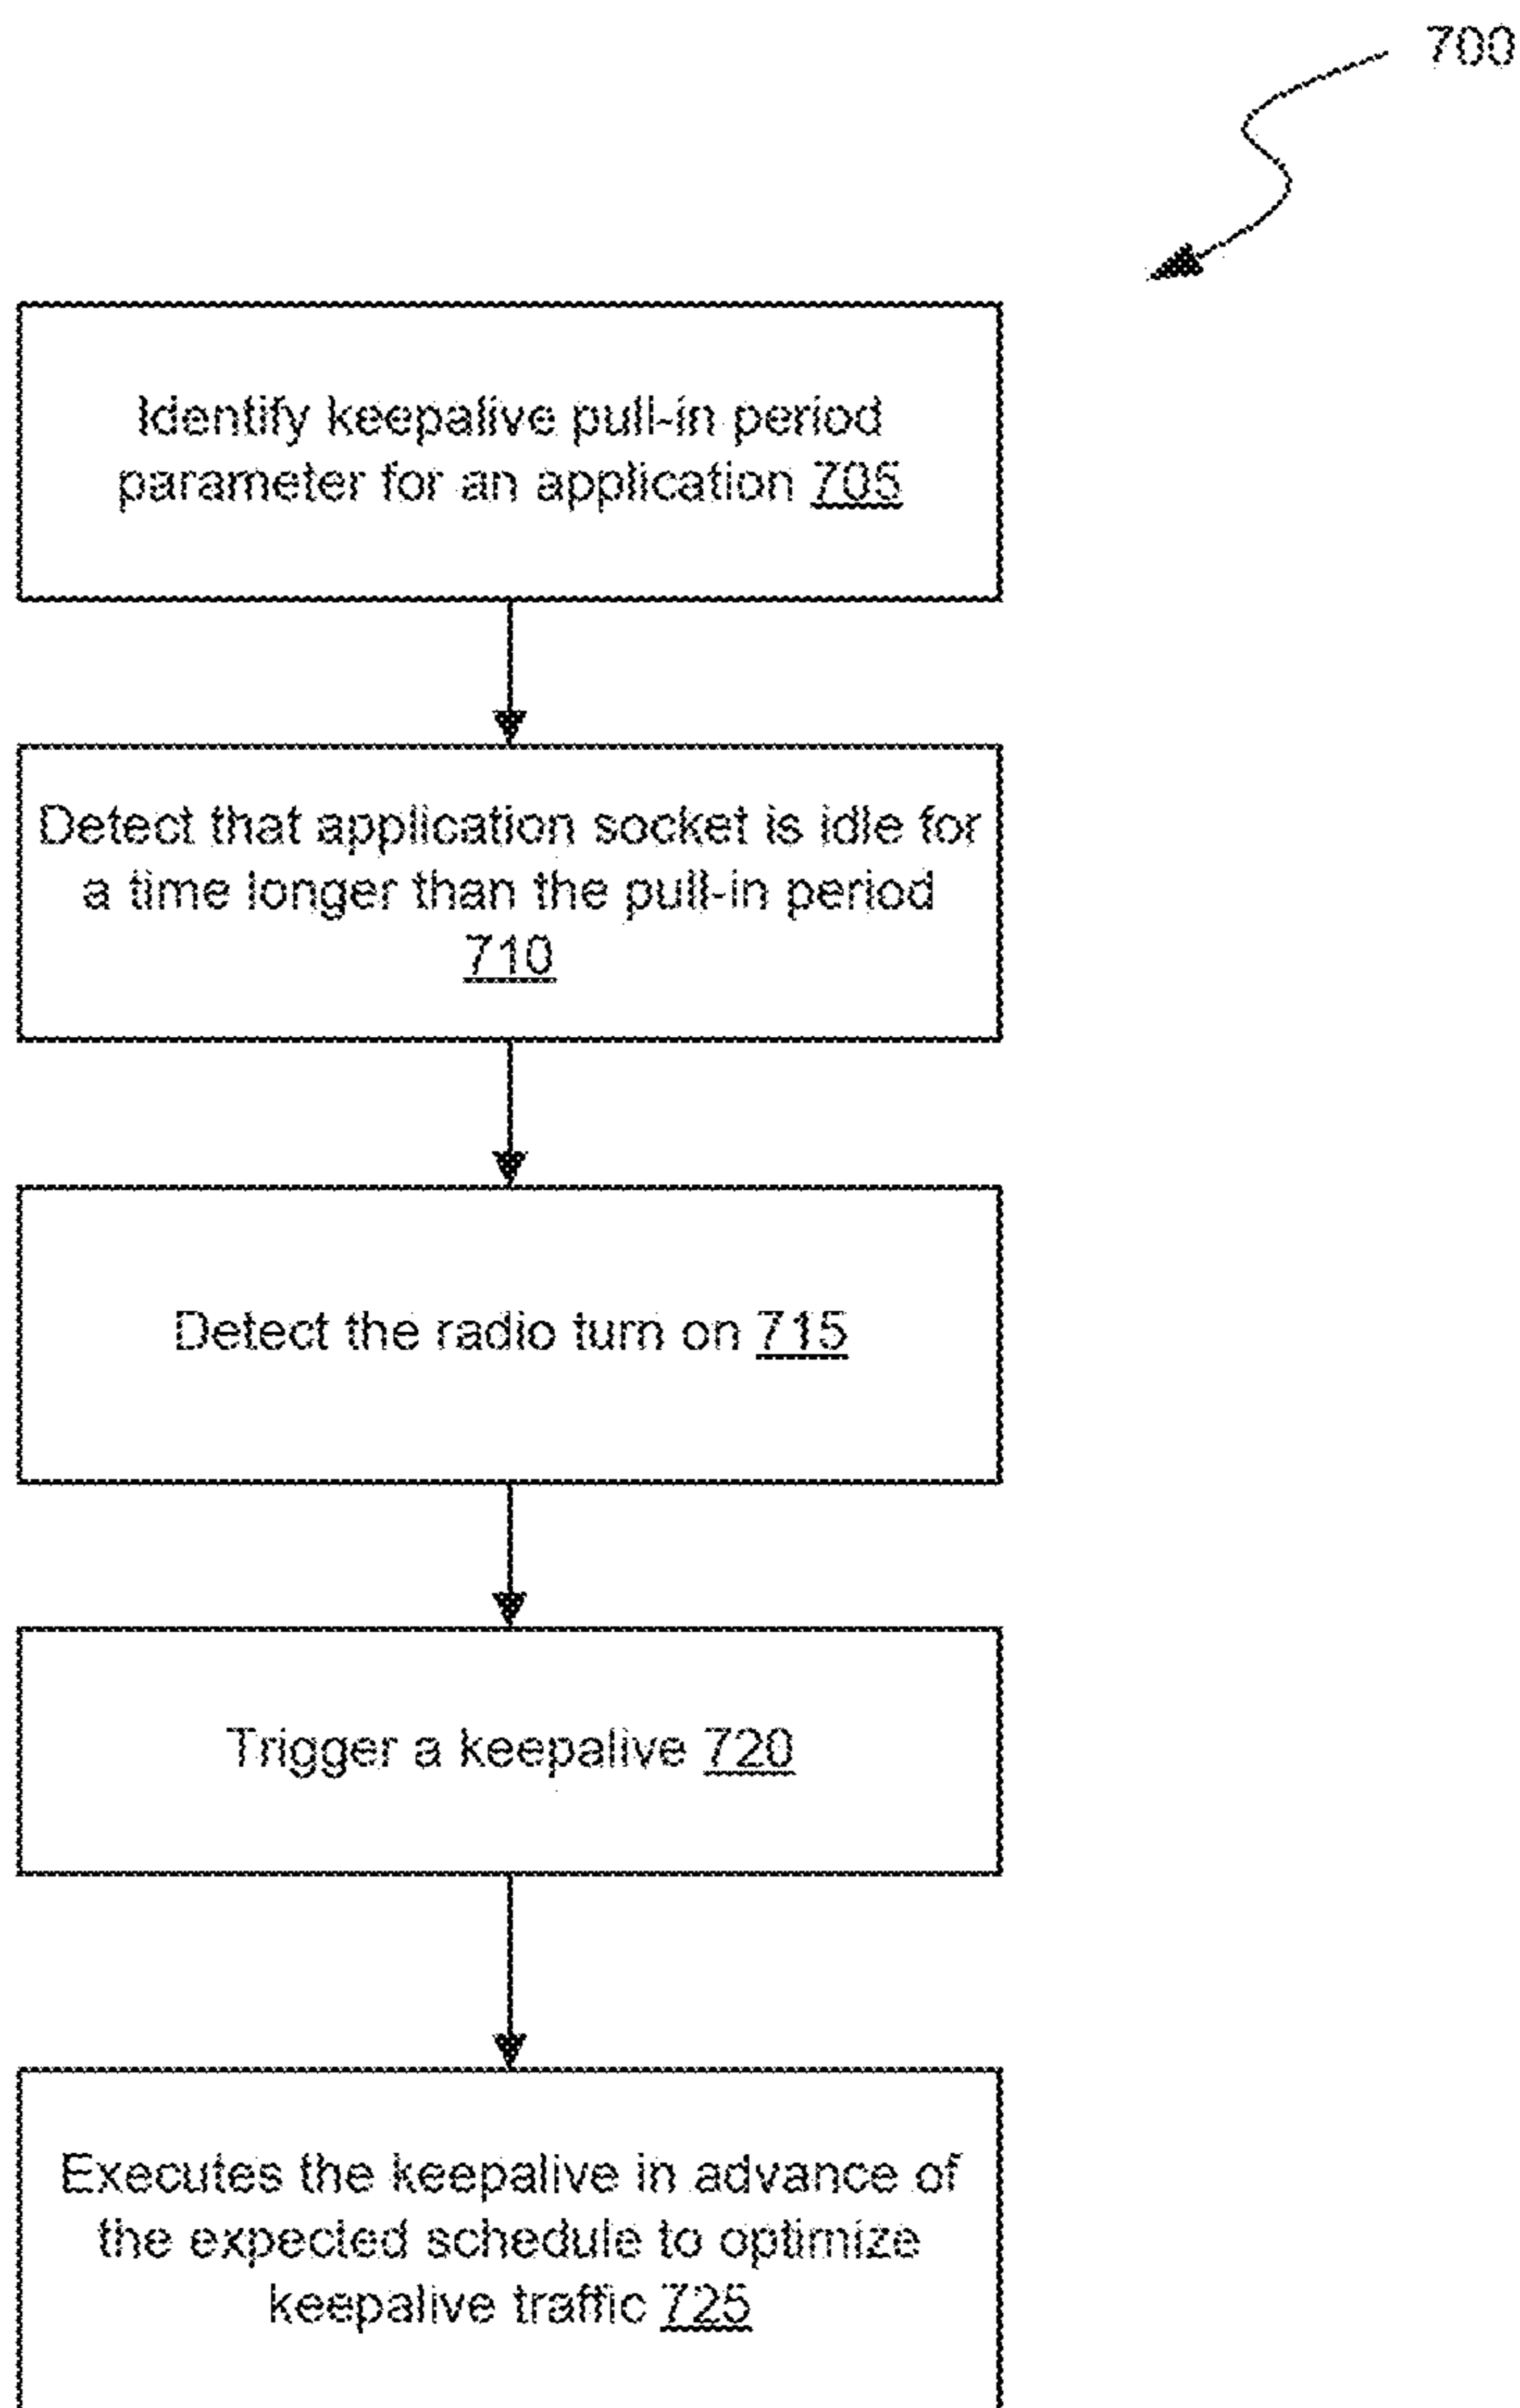 700
Identify keepalive pull-in period
parameter for an application 705
Detect that application socket is idle for
a time longer than the pull-in period
710
Detect the radio turn on 715
Trigger a keepalive 720
Executes the keepalive in advance of
the expected schedule to optimize
keepalive traffic 725